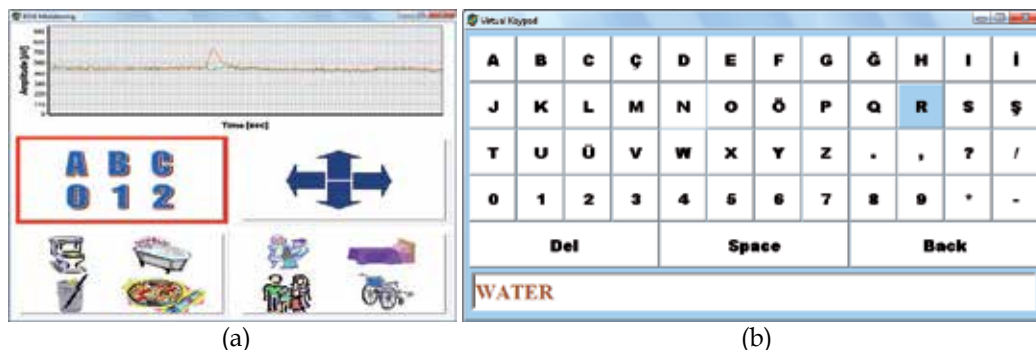 Amplitude [µV]
Time [sec]
A B C
0 1 2
(a)
Virtual Keypad
A B C Ç D E F G Ğ H I İ
J K L M N O Ö P Q R S Ş
T U Ü V W X Y Z . , ? /
0 1 2 3 4 5 6 7 8 9 * -
Del Space Back
WATER
(b)